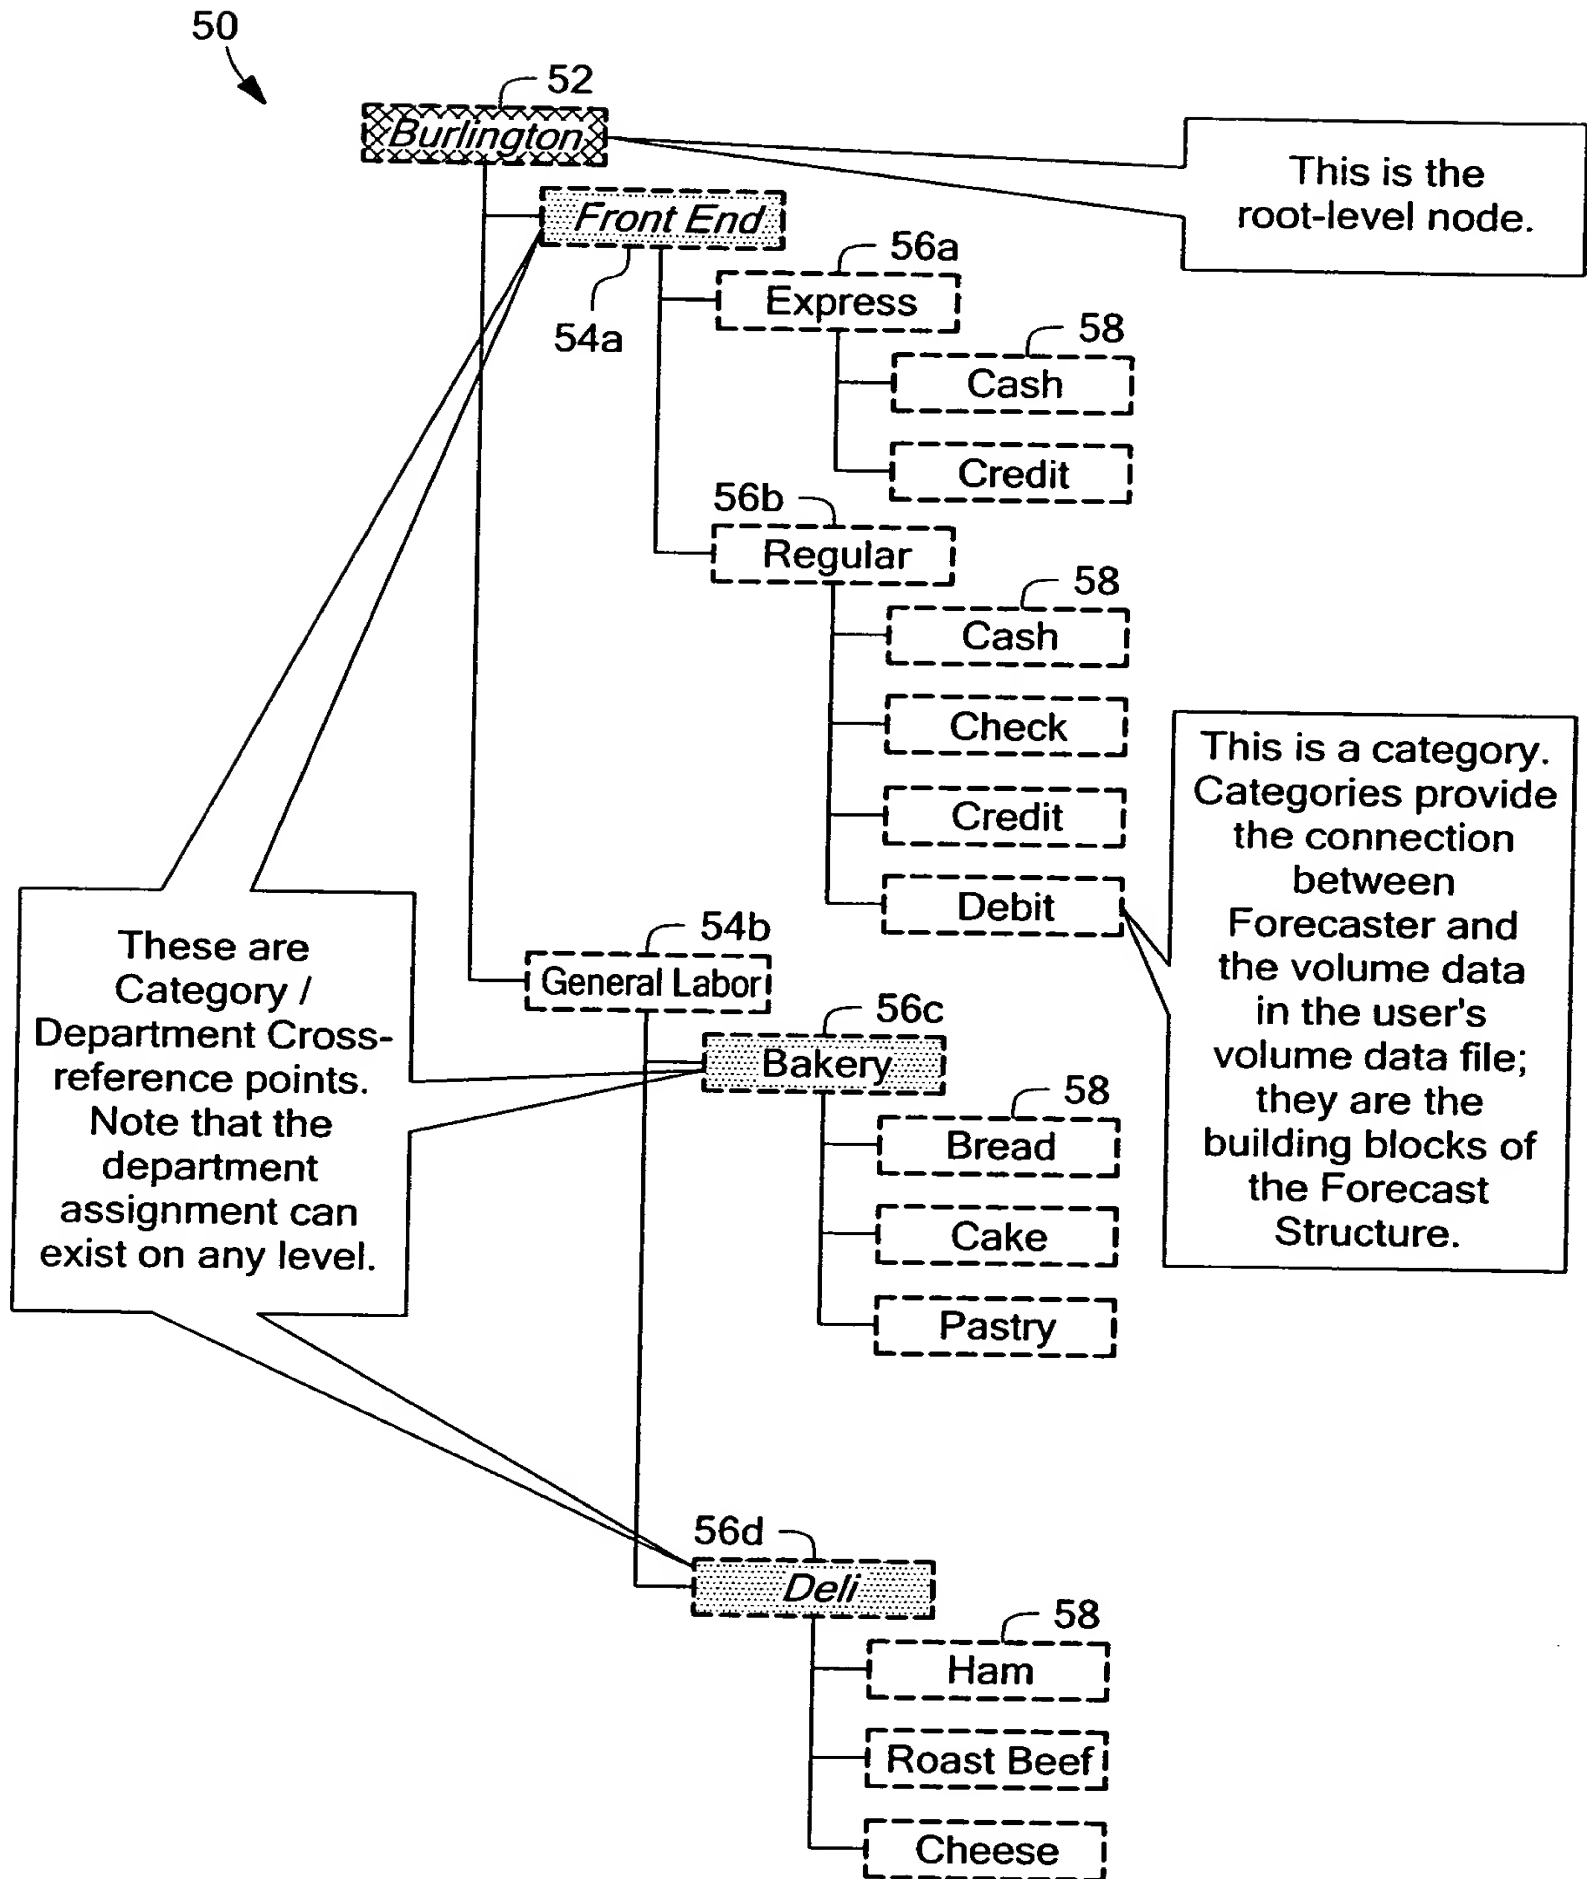 50
52
Burlington
This is the
root-level node.
Front End
54a
56a
Express
58
Cash
Credit
56b
Regular
58
Cash
Check
Credit
Debit
This is a category.
Categories provide
the connection
between
Forecaster and
the volume data
in the user's
volume data file;
they are the
building blocks of
the Forecast
Structure.
These are
Category /
Department Cross-
reference points.
Note that the
department
assignment can
exist on any level.
54b
General Labor
56c
Bakery
58
Bread
Cake
Pastry
56d
Deli
58
Ham
Roast Beef
Cheese